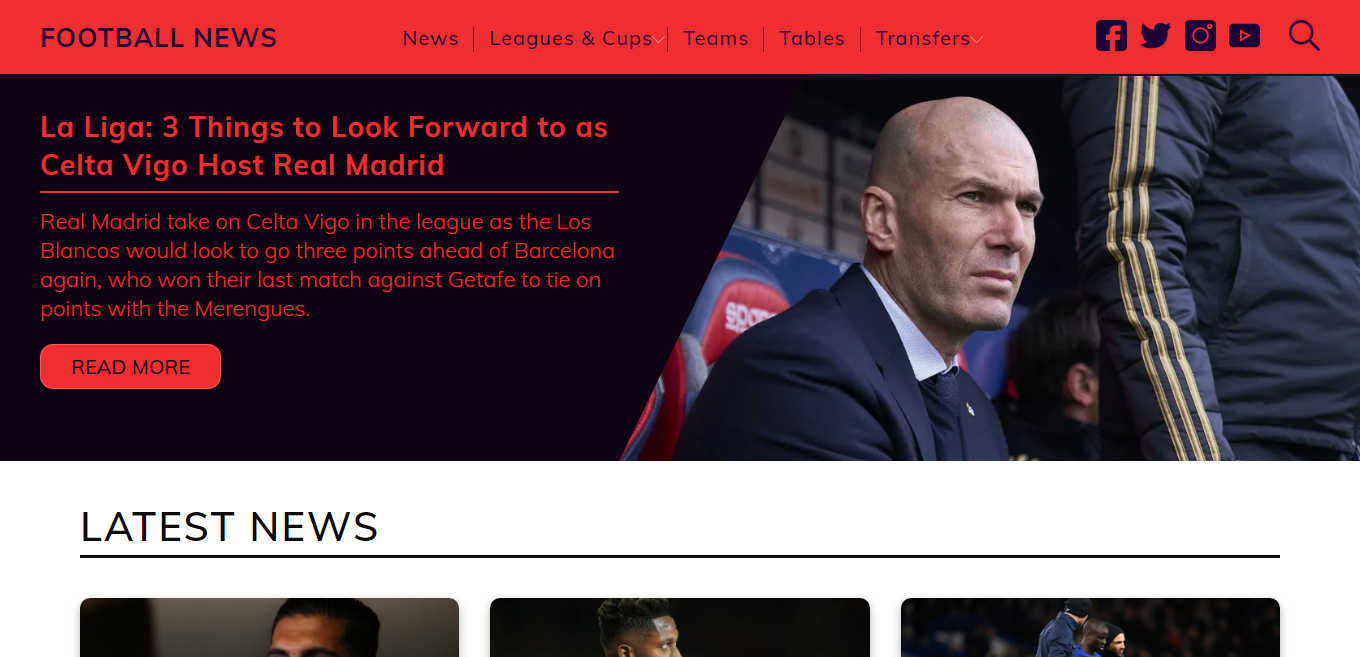 FOOTBALL NEWS
News
Leagues & Cups
Teams
Tables
Transfers
La Liga: 3 Things to Look Forward to as
Celta Vigo Host Real Madrid
Real Madrid take on Celta Vigo in the league as the Los
Blancos would look to go three points ahead of Barcelona
again, who won their last match against Getafe to tie on
points with the Merengues.
READ MORE
LATEST NEWS